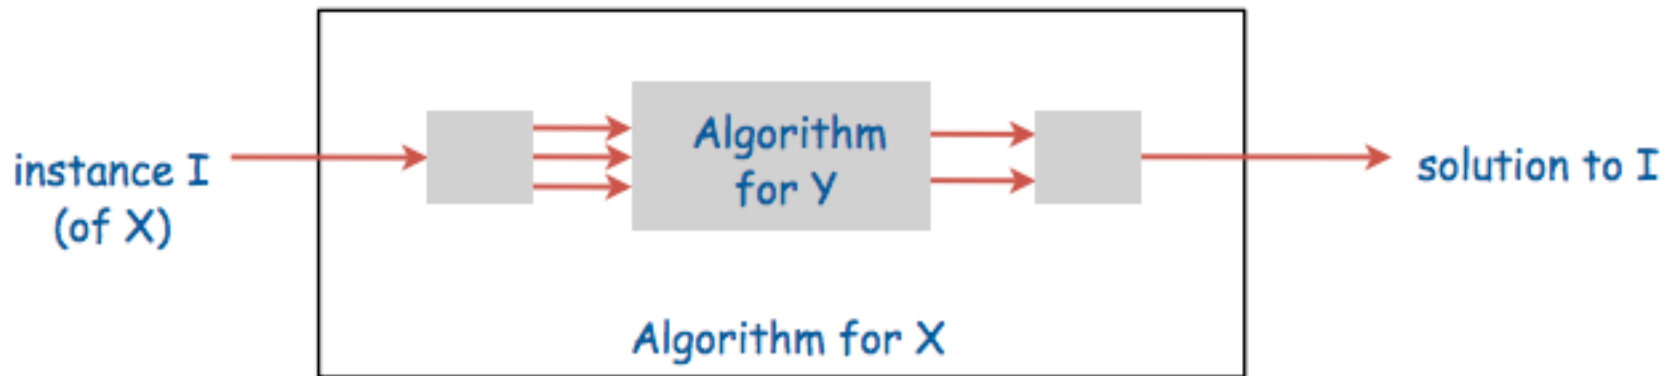 instance I
(of X)
Algorithm
for Y
solution to I
Algorithm for X